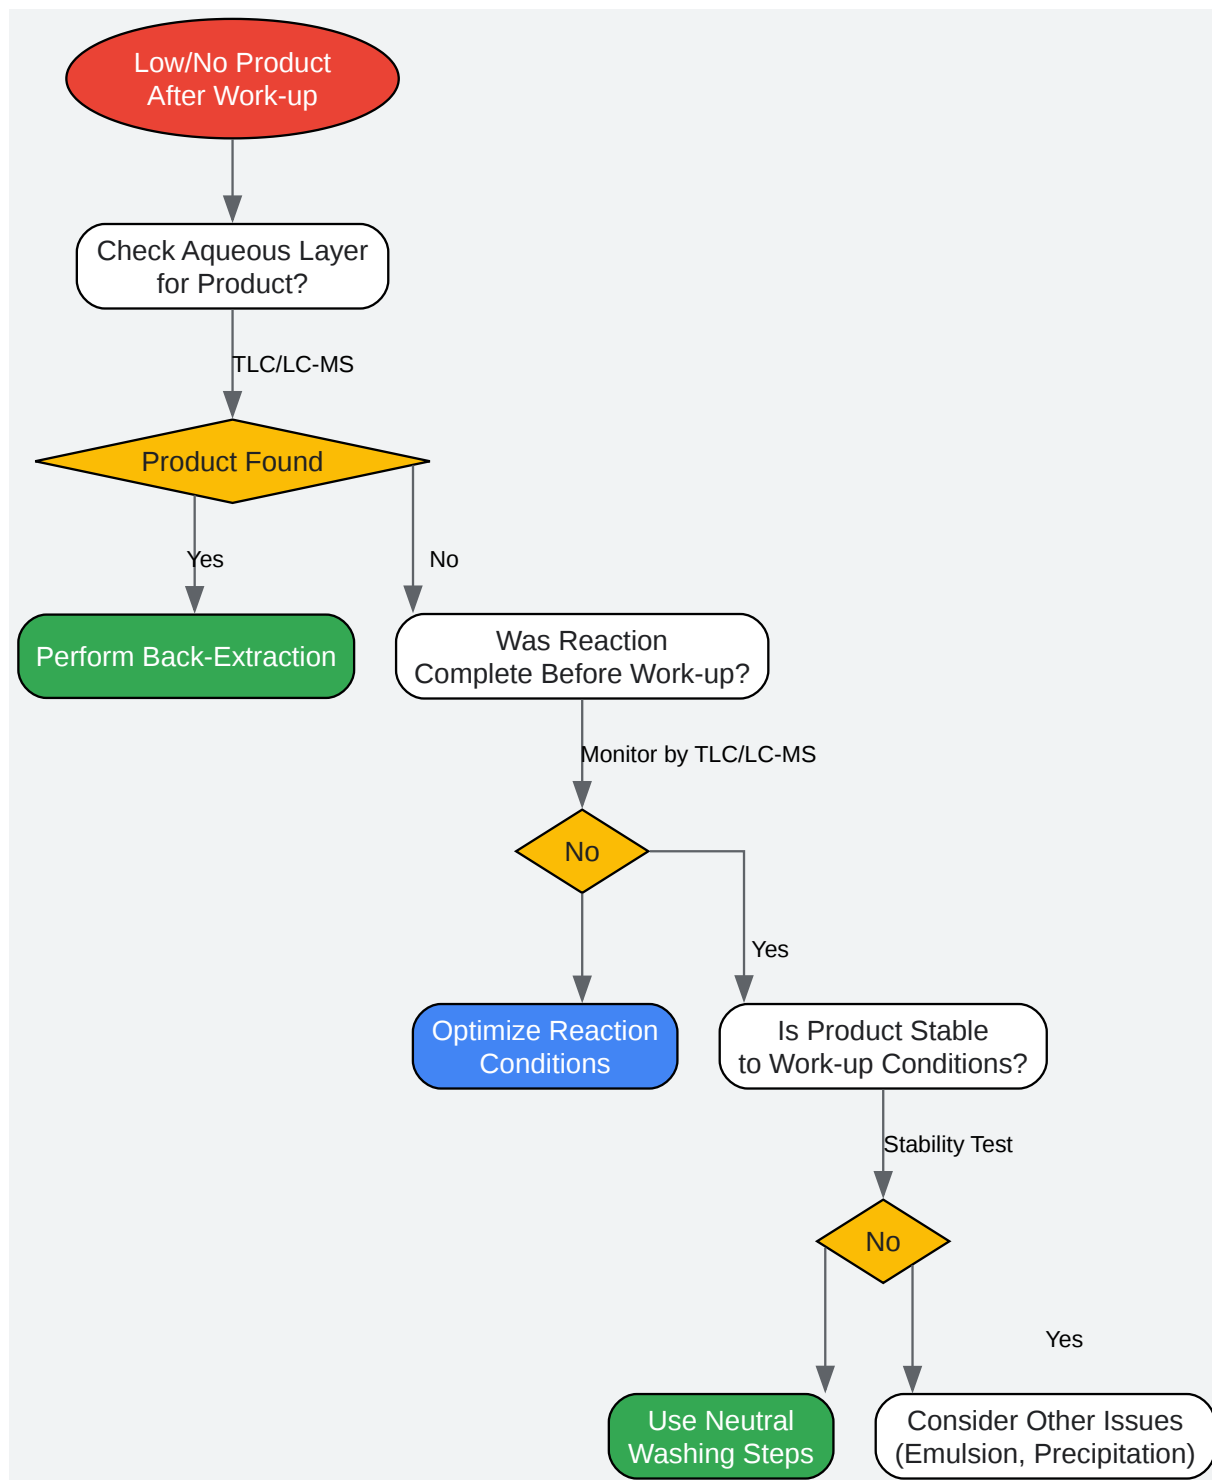 Low/No Product
After Work-up
Check Aqueous Layer
for Product?
TLC/LC-MS
Product Found
Yes
No
Perform Back-Extraction
Was Reaction
Complete Before Work-up?
Monitor by TLC/LC-MS
No
Yes
Optimize Reaction
Conditions
Is Product Stable
to Work-up Conditions?
Stability Test
No
Yes
Use Neutral
Washing Steps
Consider Other Issues
(Emulsion, Precipitation)